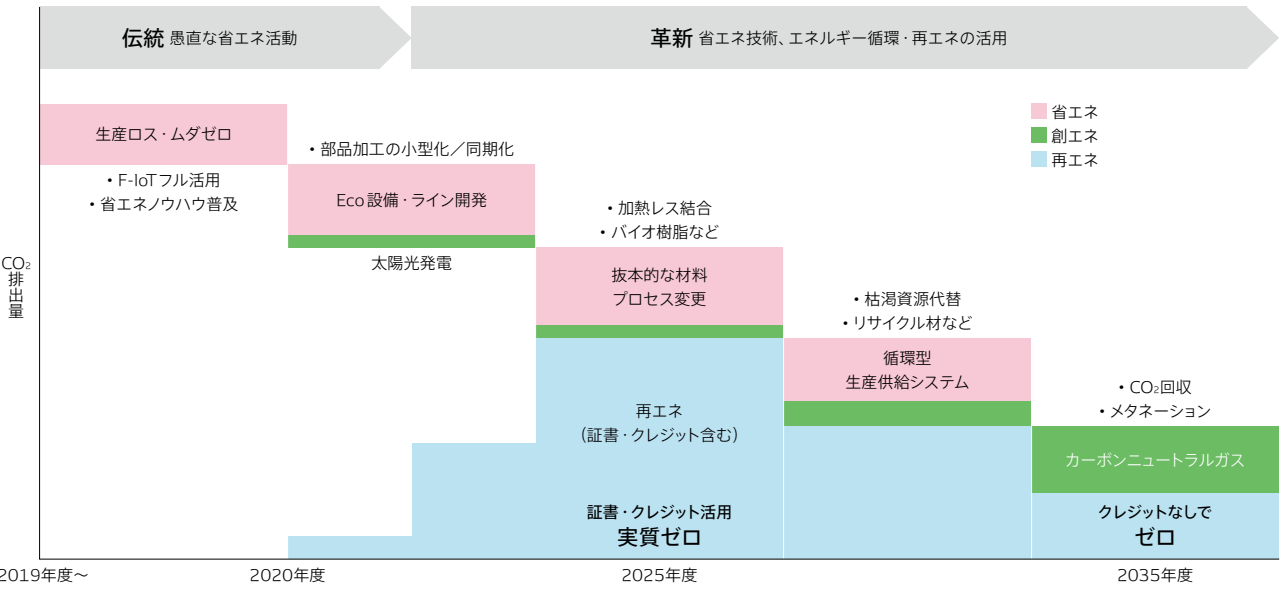 伝統 愚直な省エネ活動
革新 省エネ技術、エネルギー循環・再エネの活用
省エネ
創エネ
再エネ
CO₂排出量
生産ロス・ムダゼロ
・F-IoTフル活用
・省エネノウハウ普及
・部品加工の小型化／同期化
Eco設備・ライン開発
太陽光発電
・加熱レス結合
・バイオ樹脂など
抜本的な材料
プロセス変更
再エネ
（証書・クレジット含む）
証書・クレジット活用
実質ゼロ
・枯渇資源代替
・リサイクル材など
循環型
生産供給システム
・CO₂回収
・メタネーション
カーボンニュートラルガス
クレジットなしで
ゼロ
2019年度～
2020年度
2025年度
2035年度